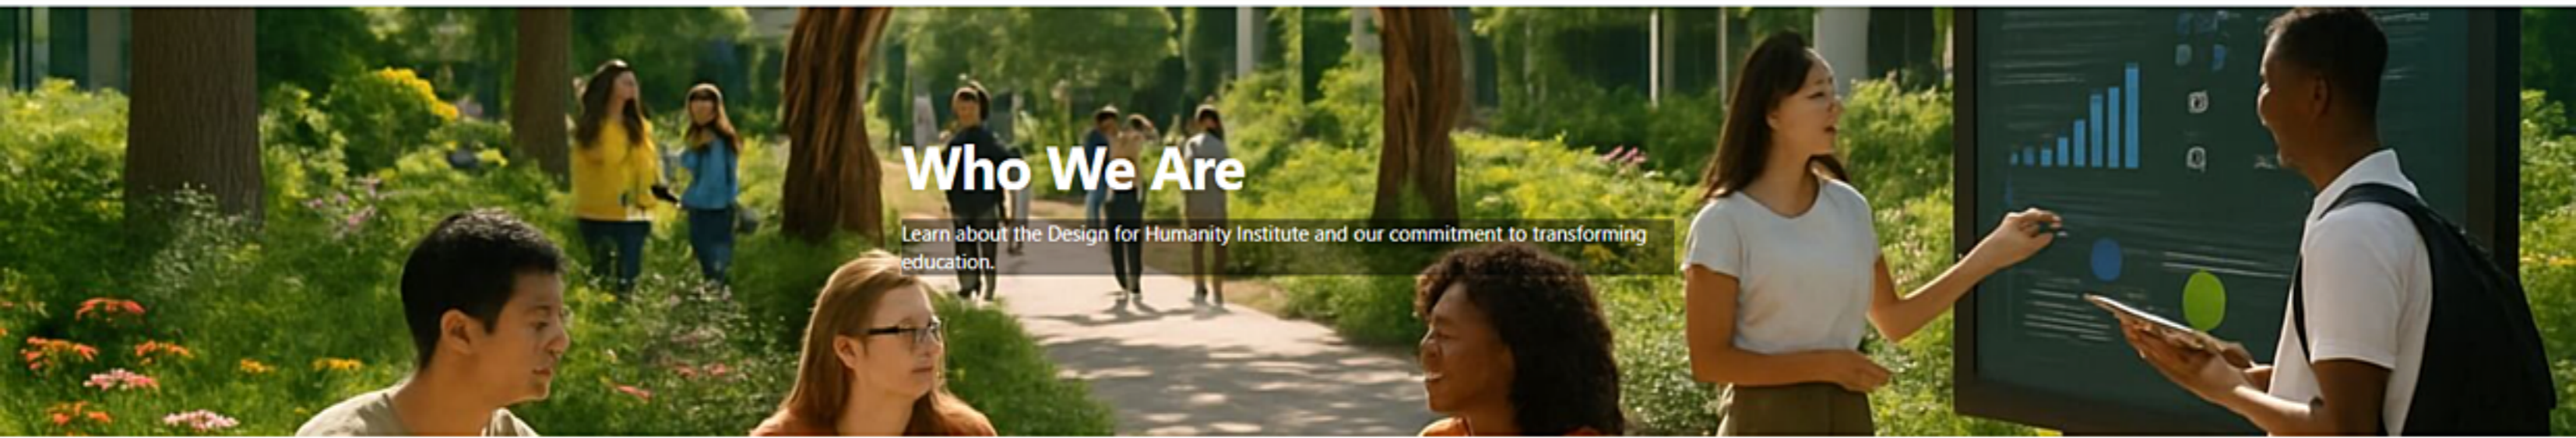 Who We Are
Learn about the Design for Humanity Institute and our commitment to transforming
education.